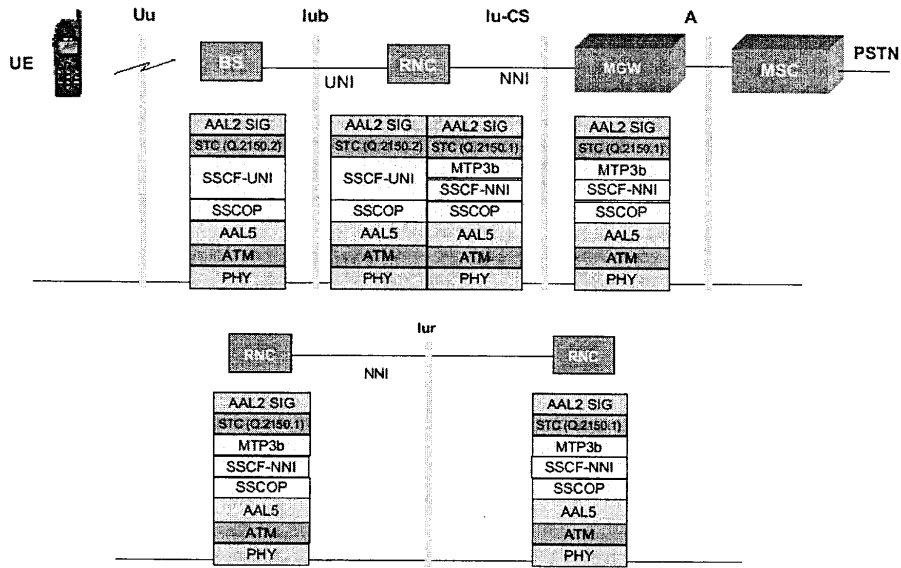 Uu Iub Iu-CS A
UE BS RNC MGW MSC PSTN
UNI NNI
AAL2 SIG AAL2 SIG AAL2 SIG AAL2 SIG
STC (Q.2150.2) STC (Q.2150.2) STC (Q.2150.1) STC (Q.2150.1)
SSCF-UNI SSCF-UNI MTP3b MTP3b
SSCF-NNI SSCF-NNI
SSCOP SSCOP SSCOP SSCOP
AAL5 AAL5 AAL5 AAL5
ATM ATM ATM ATM
PHY PHY PHY PHY
Iur
RNC RNC
NNI
AAL2 SIG AAL2 SIG
STC (Q.2150.1) STC (Q.2150.1)
MTP3b MTP3b
SSCF-NNI SSCF-NNI
SSCOP SSCOP
AAL5 AAL5
ATM ATM
PHY PHY